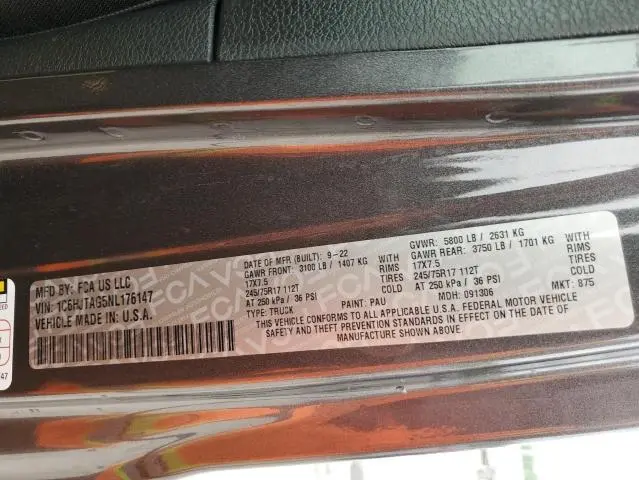 MFD BY: FCA US LLC
VIN: 1C6HJTAG5NL176147
VEHICLE MADE IN: U.S.A.
DATE OF MFR (BUILT): 9-22
GAWR FRONT: 3100 LB / 1407 KG WITH
17X7.5 RIMS
245/75R17 112T TIRES
AT 250 kPa / 36 PSI COLD
TYPE: TRUCK
GVWR: 5800 LB / 2631 KG
GAWR REAR: 3750 LB / 1701 KG WITH
17X7.5 RIMS
245/75R17 112T TIRES
AT 250 kPa / 36 PSI COLD
PAINT: PAU MDH: 091306 MKT: 875
THIS VEHICLE CONFORMS TO ALL APPLICABLE U.S.A. FEDERAL MOTOR VEHICLE
SAFETY AND THEFT PREVENTION STANDARDS IN EFFECT ON THE DATE OF
MANUFACTURE SHOWN ABOVE.
47